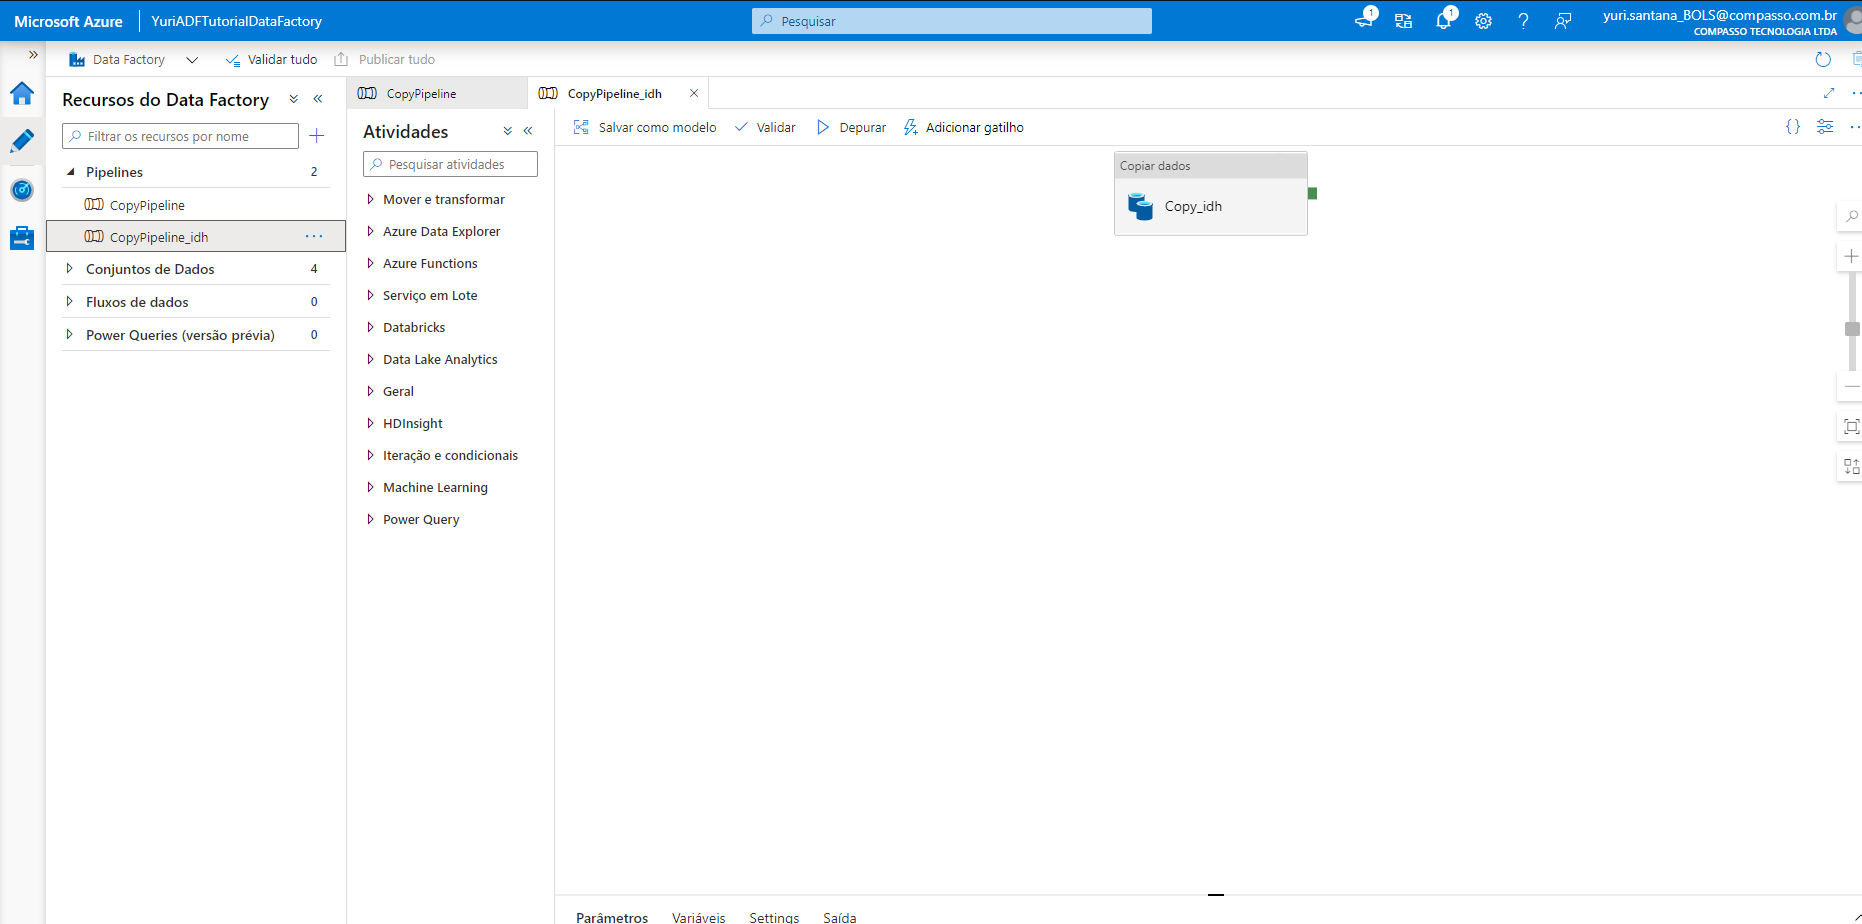 Microsoft Azure
YuriADFTutorialDataFactory
Pesquisar
1
1
yuri.santana_BOLS@compasso.com.br
COMPASSO TECNOLOGIA LTDA
Data Factory
Validar tudo
Publicar tudo
Recursos do Data Factory
Filtrar os recursos por nome
Pipelines 2
CopyPipeline
CopyPipeline_idh
Conjuntos de Dados 4
Fluxos de dados 0
Power Queries (versão prévia) 0
CopyPipeline
CopyPipeline_idh
Atividades
Pesquisar atividades
Mover e transformar
Azure Data Explorer
Azure Functions
Serviço em Lote
Databricks
Data Lake Analytics
Geral
HDInsight
Iteração e condicionais
Machine Learning
Power Query
Salvar como modelo
Validar
Depurar
Adicionar gatilho
Copiar dados
Copy_idh
Parâmetros
Variáveis
Settings
Saída